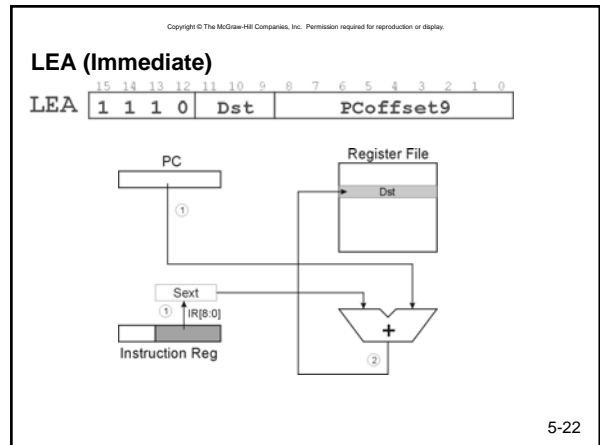 Copyright © The McGraw-Hill Companies, Inc. Permission required for reproduction or display.
LEA (Immediate)
15 14 13 12 11 10 9 8 7 6 5 4 3 2 1 0
LEA 1 1 1 0 Dst PCoffset9
PC
Register File
Dst
1
Sext
1 IR[8:0]
+
Instruction Reg
2
5-22